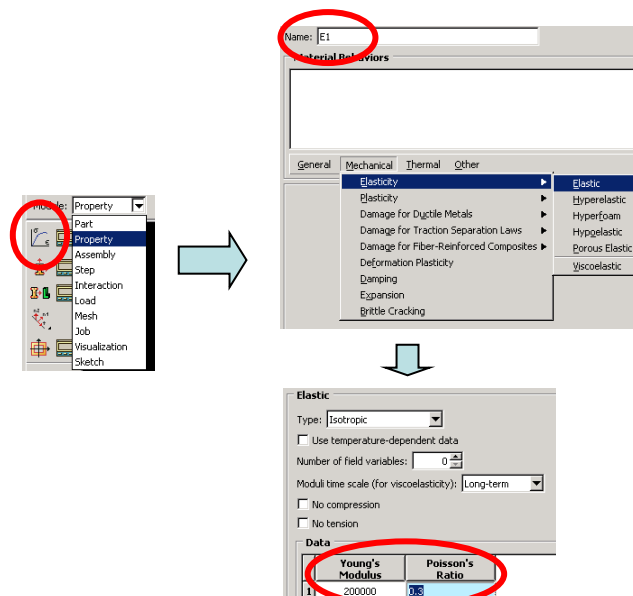 Name: E1
Material Behaviors
General Mechanical Thermal Other
Elasticity
Plasticity
Damage for Ductile Metals
Damage for Traction Separation Laws
Damage for Fiber-Reinforced Composites
Deformation Plasticity
Damping
Expansion
Brittle Cracking
Elastic
Hyperelastic
Hyperfoam
Hypoelastic
Porous Elastic
Viscoelastic
Module: Property
Part
Property
Assembly
Step
Interaction
Load
Mesh
Job
Visualization
Sketch
Elastic
Type: Isotropic
Use temperature-dependent data
Number of field variables: 0
Moduli time scale (for viscoelasticity): Long-term
No compression
No tension
Data
Young's Poisson's
Modulus Ratio
1 200000 0.3